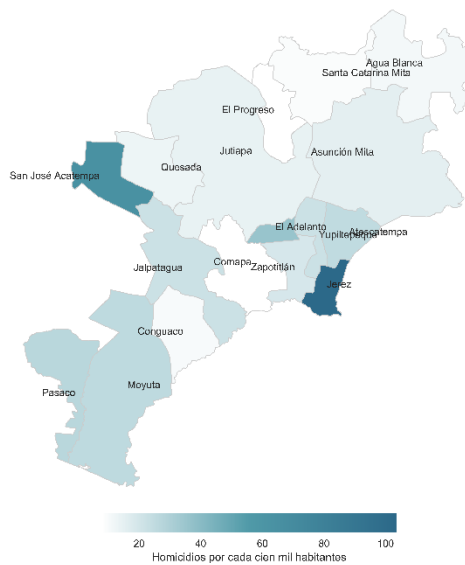 Agua Blanca
Santa Catarina Mita
El Progreso
Jutiapa
Asunción Mita
Quesada
San José Acatempa
El Adelanto
Yupiltepeque
Atescatempa
Comapa
Zapotitlán
Jalpatagua
Jerez
Conguaco
Moyuta
Pasaco
20 40 60 80 100
Homicidios por cada cien mil habitantes